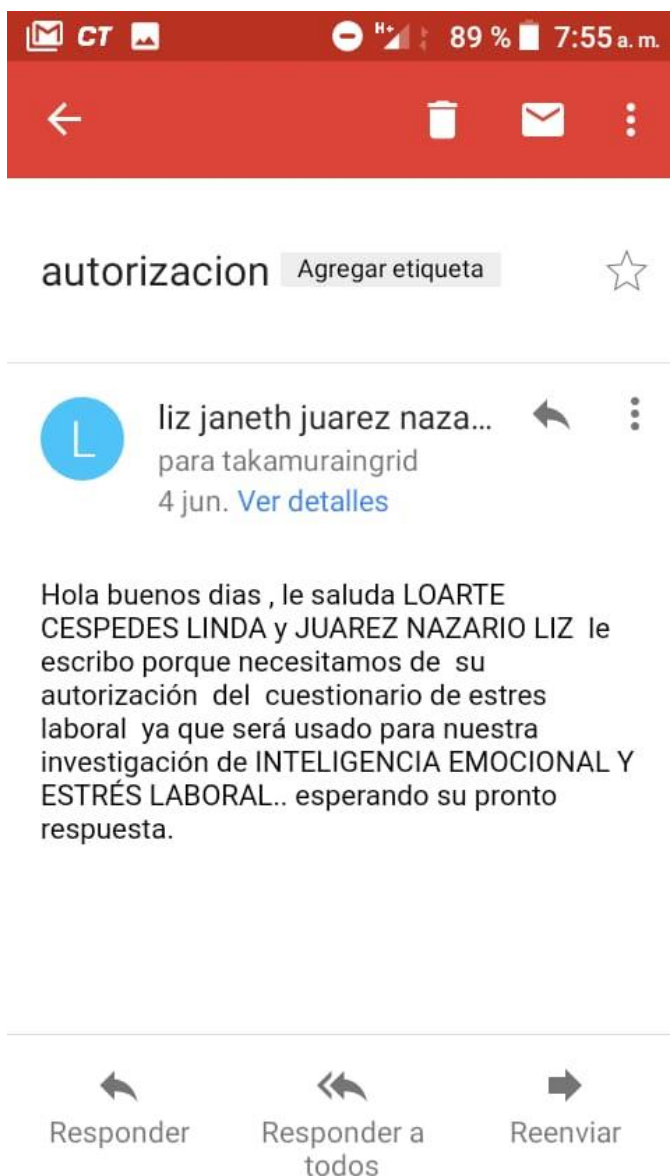 CT H+ 89 % 7:55 a. m.
autorizacion Agregar etiqueta
L
liz janeth juarez naza...
para takamuraingrid
4 jun. Ver detalles
Hola buenos dias , le saluda LOARTE
CESPEDES LINDA y JUAREZ NAZARIO LIZ le
escribo porque necesitamos de su
autorización del cuestionario de estres
laboral ya que será usado para nuestra
investigación de INTELIGENCIA EMOCIONAL Y
ESTRÉS LABORAL.. esperando su pronto
respuesta.
Responder
Responder a
todos
Reenviar